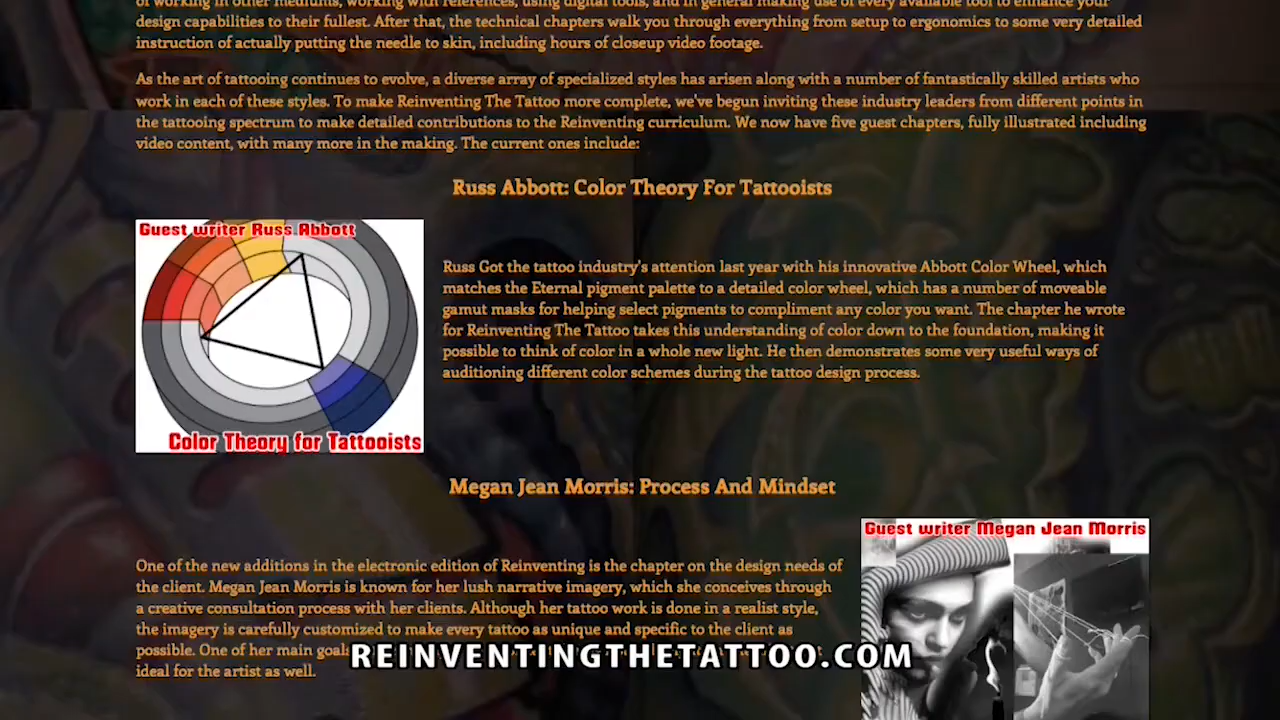 of working in other mediums, working with references, using digital tools, and in general making use of every available tool to enhance your
design capabilities to their fullest. After that, the technical chapters walk you through everything from setup to ergonomics to some very detailed
instruction of actually putting the needle to skin, including hours of closeup video footage.
As the art of tattooing continues to evolve, a diverse array of specialized styles has arisen along with a number of fantastically skilled artists who
work in each of these styles. To make Reinventing The Tattoo more complete, we've begun inviting these industry leaders from different points in
the tattooing spectrum to make detailed contributions to the Reinventing curriculum. We now have five guest chapters, fully illustrated including
video content, with many more in the making. The current ones include:
Russ Abbott: Color Theory For Tattooists
Guest writer Russ Abbott
Color Theory for Tattooists
Russ Got the tattoo industry's attention last year with his innovative Abbott Color Wheel, which
matches the Eternal pigment palette to a detailed color wheel, which has a number of moveable
gamut masks for helping select pigments to compliment any color you want. The chapter he wrote
for Reinventing The Tattoo takes this understanding of color down to the foundation, making it
possible to think of color in a whole new light. He then demonstrates some very useful ways of
auditioning different color schemes during the tattoo design process.
Megan Jean Morris: Process And Mindset
Guest writer Megan Jean Morris
One of the new additions in the electronic edition of Reinventing is the chapter on the design needs of
the client. Megan Jean Morris is known for her lush narrative imagery, which she conceives through
a creative consultation process with her clients. Although her tattoo work is done in a realist style,
the imagery is carefully customized to make every tattoo as unique and specific to the client as
possible. One of her main goals
ideal for the artist as well.
REINVENTINGTHETATTOO.COM